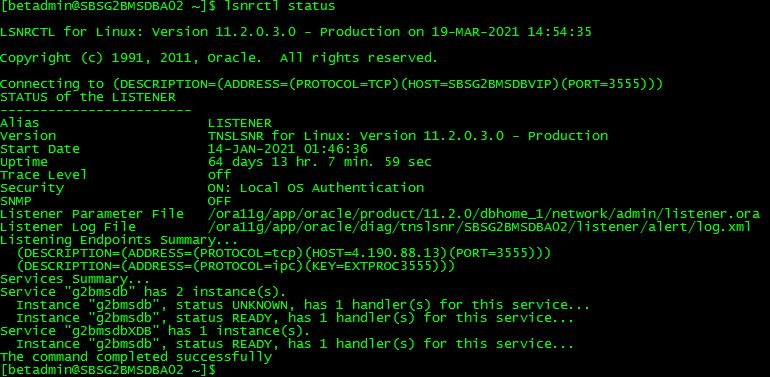 [betadmin@SBSG2BMSDBA02 ~]$ lsnrctl status
LSNRCTL for Linux: Version 11.2.0.3.0 - Production on 19-MAR-2021 14:54:35
Copyright (c) 1991, 2011, Oracle.  All rights reserved.
Connecting to (DESCRIPTION=(ADDRESS=(PROTOCOL=TCP)(HOST=SBSG2BMSDBVIP)(PORT=3555)))
STATUS of the LISTENER
------------------------
Alias                     LISTENER
Version                   TNSLSNR for Linux: Version 11.2.0.3.0 - Production
Start Date                14-JAN-2021 01:46:36
Uptime                    64 days 13 hr. 7 min. 59 sec
Trace Level               off
Security                  ON: Local OS Authentication
SNMP                      OFF
Listener Parameter File   /ora11g/app/oracle/product/11.2.0/dbhome_1/network/admin/listener.ora
Listener Log File         /ora11g/app/oracle/diag/tnslsnr/SBSG2BMSDBA02/listener/alert/log.xml
Listening Endpoints Summary...
  (DESCRIPTION=(ADDRESS=(PROTOCOL=tcp)(HOST=4.190.88.13)(PORT=3555)))
  (DESCRIPTION=(ADDRESS=(PROTOCOL=ipc)(KEY=EXTPROC3555)))
Services Summary...
Service "g2bmsdb" has 2 instance(s).
  Instance "g2bmsdb", status UNKNOWN, has 1 handler(s) for this service...
  Instance "g2bmsdb", status READY, has 1 handler(s) for this service...
Service "g2bmsdbXDB" has 1 instance(s).
  Instance "g2bmsdb", status READY, has 1 handler(s) for this service...
The command completed successfully
[betadmin@SBSG2BMSDBA02 ~]$